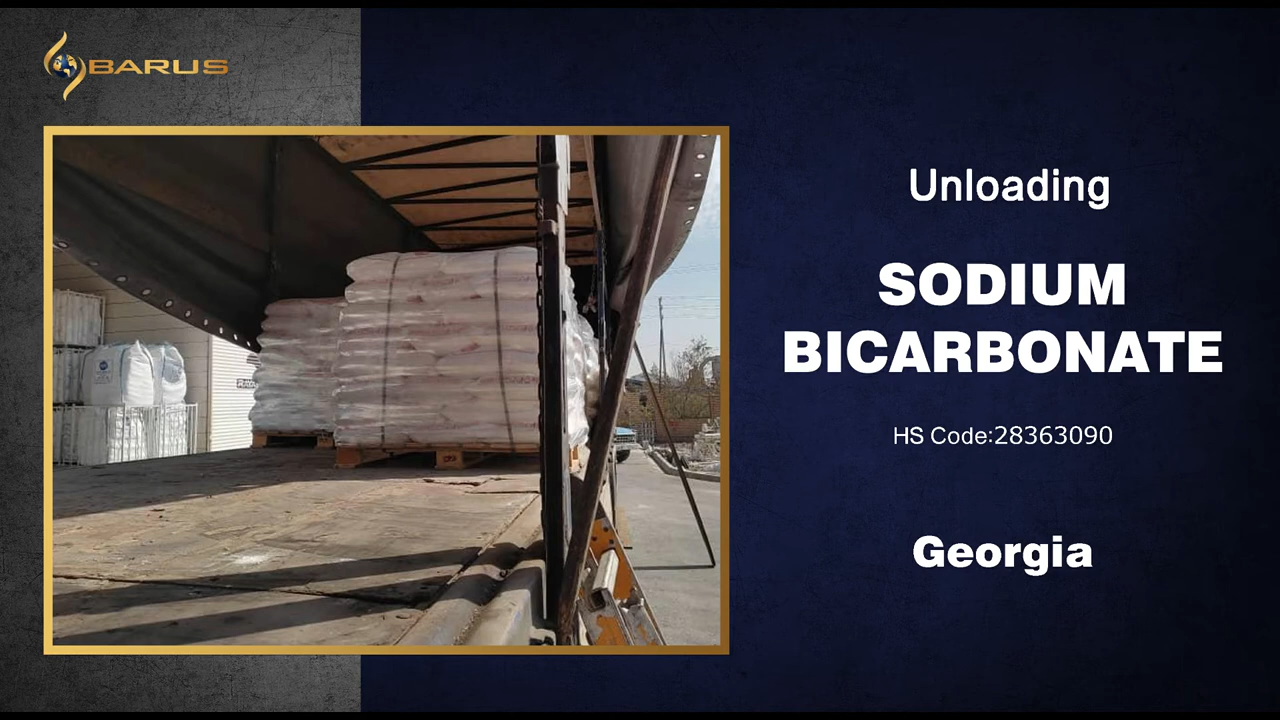 BARUS
Unloading
SODIUM
BICARBONATE
HS Code:28363090
Georgia